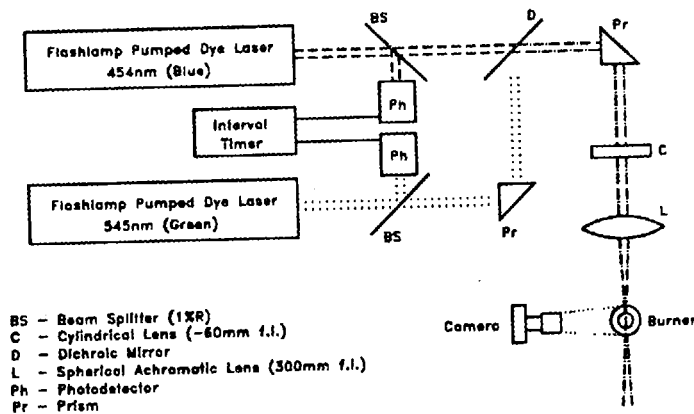 BS
D
Pr
Flashlamp Pumped Dye Laser
454nm (Blue)
Ph
Interval
Timer
Ph
C
Flashlamp Pumped Dye Laser
545nm (Green)
BS
Pr
L
BS - Beam Splitter (1%R)
C - Cylindrical Lens (-60mm f.l.)
D - Dichroic Mirror
L - Spherical Achromatic Lens (300mm f.l.)
Ph - Photodetector
Pr - Prism
Camera
Burner